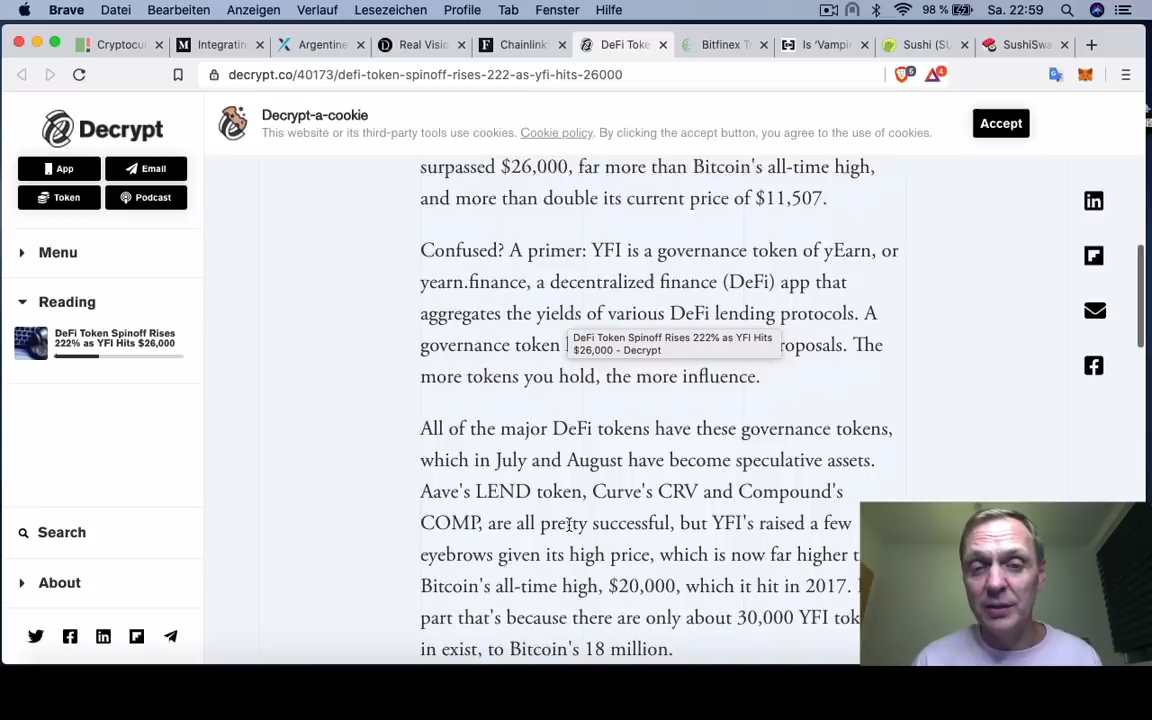 Brave Datei Bearbeiten Anzeigen Verlauf Lesezeichen Profile Tab Fenster Hilfe 98 % Sa. 22:59
Cryptocu Integratin Argentine Real Visio Chainlink DeFi Toke Bitfinex T Is 'Vampir Sushi (SU SushiSwa
decrypt.co/40173/defi-token-spinoff-rises-222-as-yfi-hits-26000 5 4
Decrypt
App Email
Token Podcast
Menu
Reading
DeFi Token Spinoff Rises
222% as YFI Hits $26,000
Search
About
Decrypt-a-cookie
This website or its third-party tools use cookies. Cookie policy. By clicking the accept button, you agree to the use of cookies.
Accept
surpassed $26,000, far more than Bitcoin's all-time high,
and more than double its current price of $11,507.
Confused? A primer: YFI is a governance token of yEarn, or
yearn.finance, a decentralized finance (DeFi) app that
aggregates the yields of various DeFi lending protocols. A
governance token
DeFi Token Spinoff Rises 222% as YFI Hits
$26,000 - Decrypt
roposals. The
more tokens you hold, the more influence.
All of the major DeFi tokens have these governance tokens,
which in July and August have become speculative assets.
Aave's LEND token, Curve's CRV and Compound's
COMP, are all pretty successful, but YFI's raised a few
eyebrows given its high price, which is now far higher
Bitcoin's all-time high, $20,000, which it hit in 2017.
part that's because there are only about 30,000 YFI tok
in exist, to Bitcoin's 18 million.